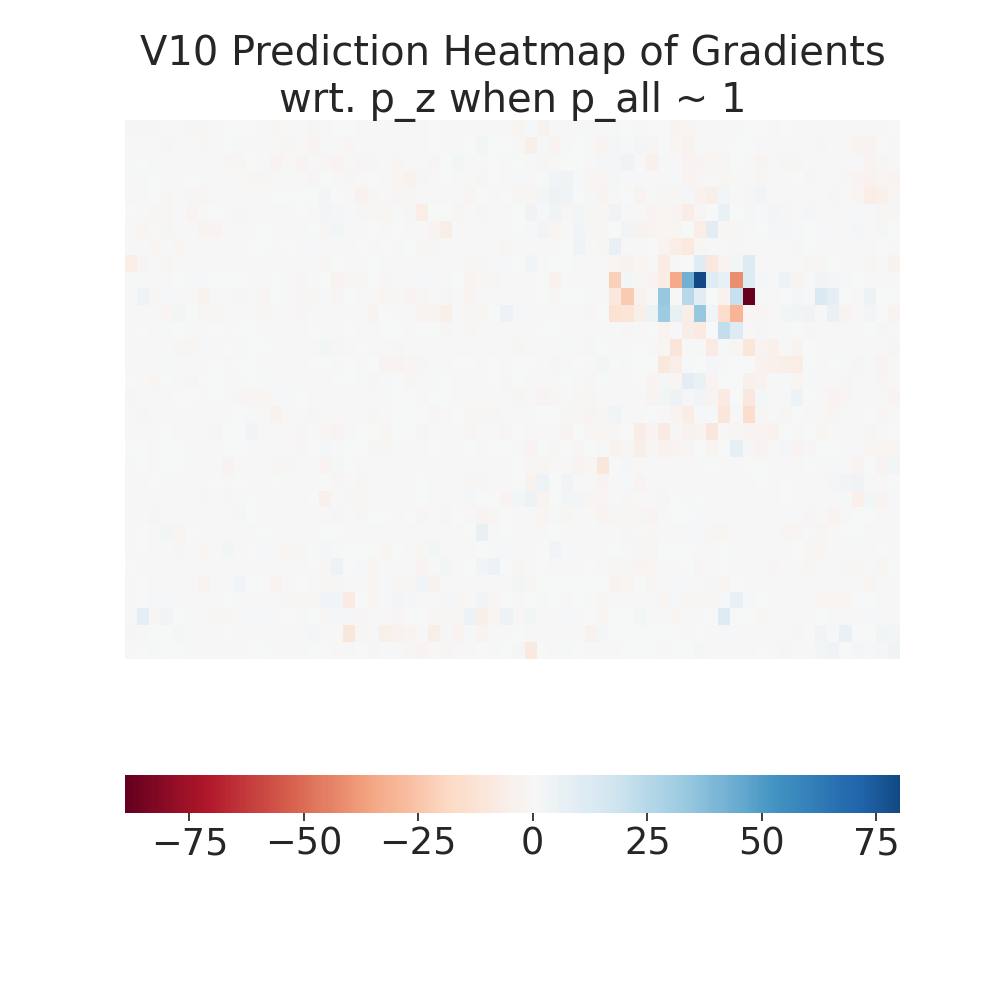 V10 Prediction Heatmap of Gradients
wrt. p_z when p_all ~ 1
−75 −50 −25 0 25 50 75